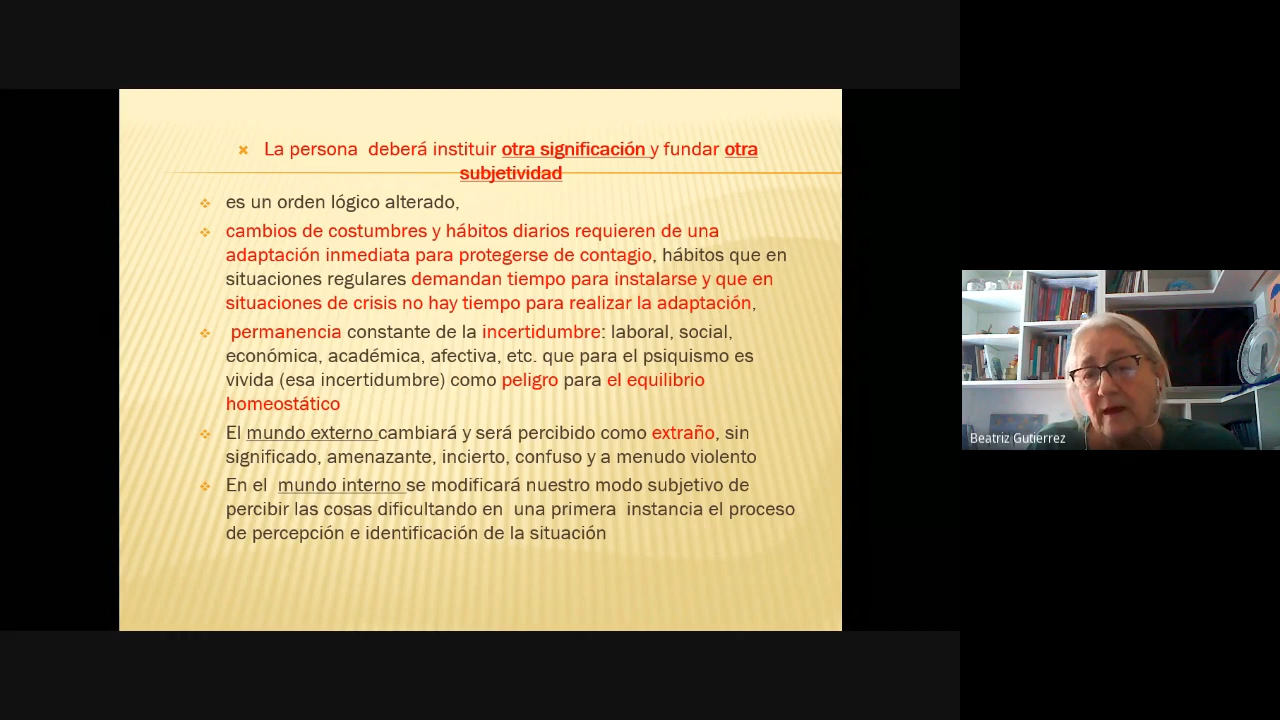 La persona  deberá instituir otra significación y fundar otra
subjetividad
es un orden lógico alterado,
cambios de costumbres y hábitos diarios requieren de una
adaptación inmediata para protegerse de contagio, hábitos que en
situaciones regulares demandan tiempo para instalarse y que en
situaciones de crisis no hay tiempo para realizar la adaptación,
permanencia constante de la incertidumbre: laboral, social,
económica, académica, afectiva, etc. que para el psiquismo es
vivida (esa incertidumbre) como peligro para el equilibrio
homeostático
El mundo externo cambiará y será percibido como extraño, sin
significado, amenazante, incierto, confuso y a menudo violento
En el  mundo interno se modificará nuestro modo subjetivo de
percibir las cosas dificultando en  una primera  instancia el proceso
de percepción e identificación de la situación
Beatriz Gutierrez